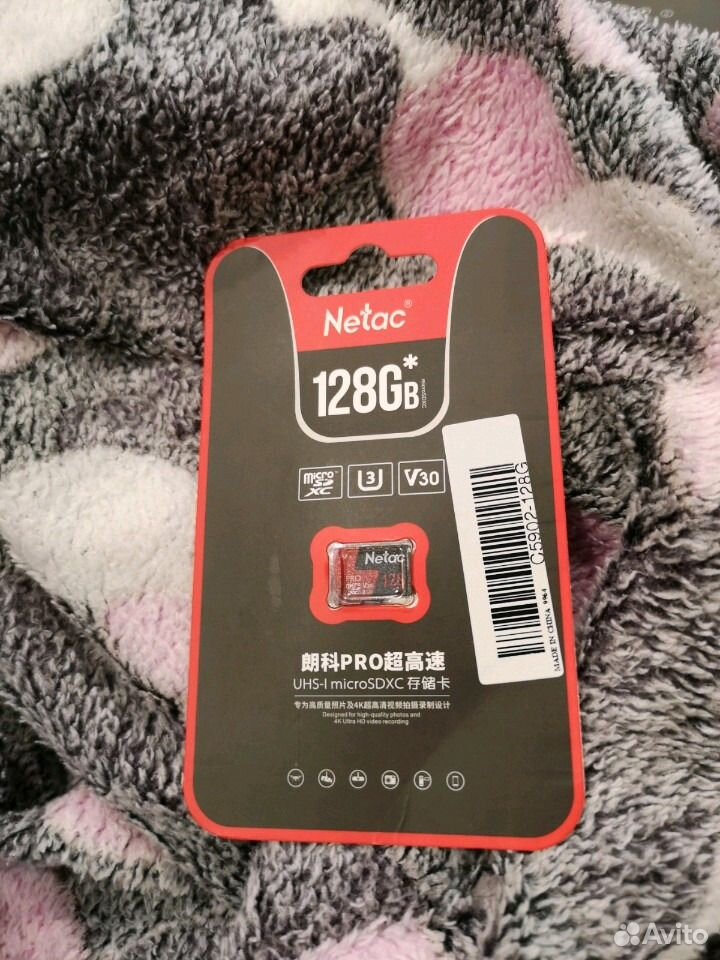 Netac®
128GB*
microSDXC
micro SD XC
U3
V30
Netac
PRO
128
朗科PRO超高速
UHS-I microSDXC 存储卡
专为高质量照片及4K超高清视频拍摄录制设计
Designed for high-quality photos and
4K Ultra HD video recording
C5902-128G
MADE IN CHINA
Avito